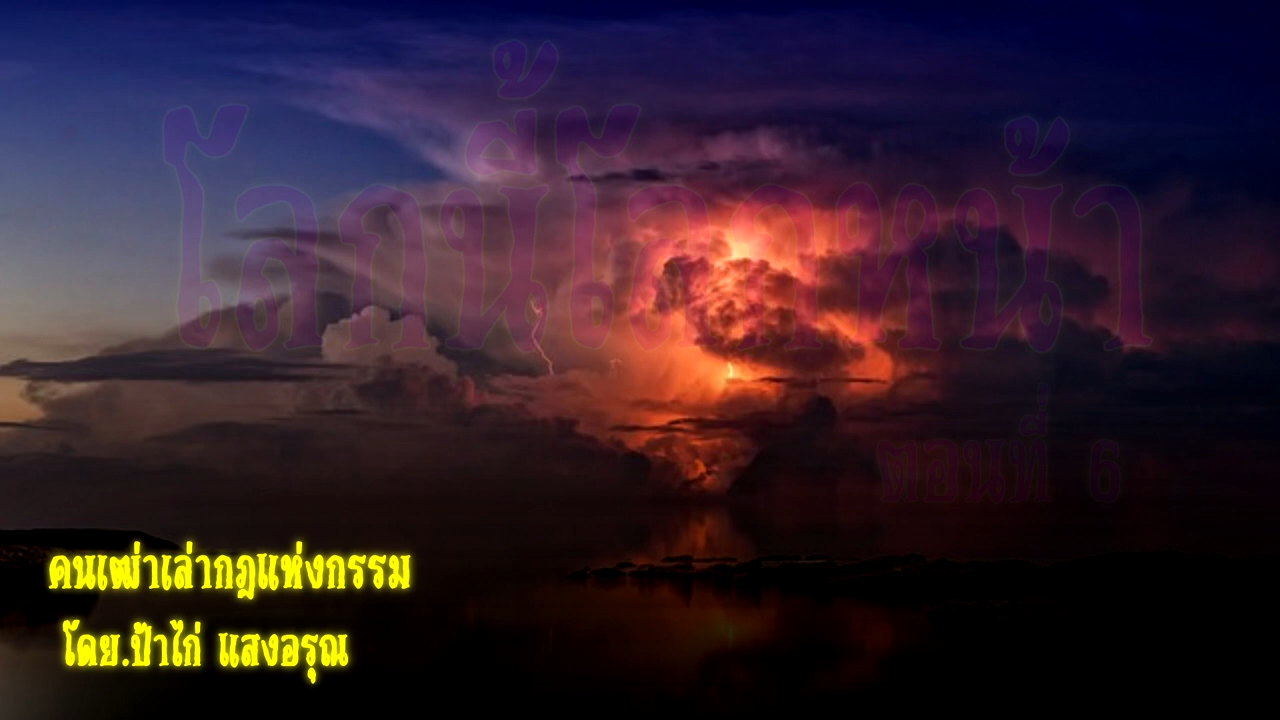 โลกนี้โลกหน้า
ตอนที่ 6
คนเฒ่าเล่ากฎแห่งกรรม
โดย.ป้าไก่ แสงอรุณ